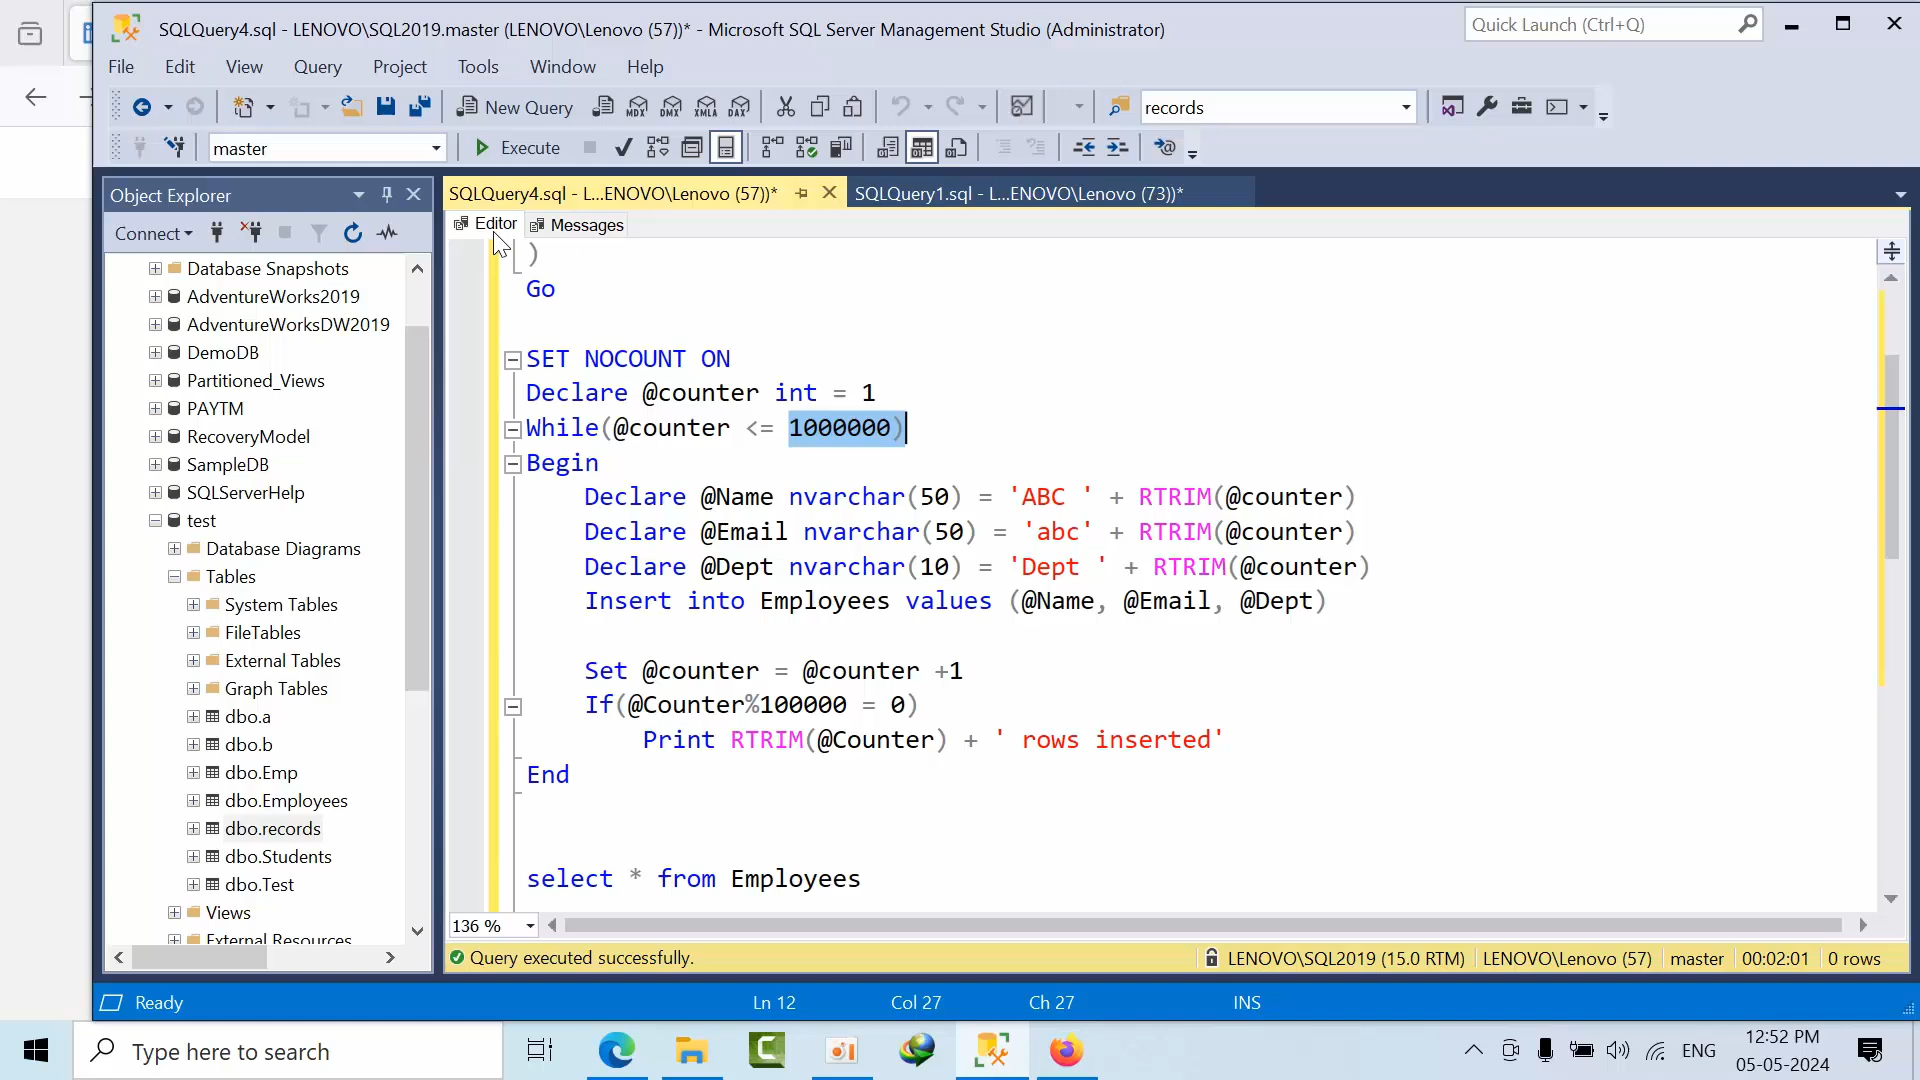 SQLQuery4.sql - LENOVO\SQL2019.master (LENOVO\Lenovo (57))* - Microsoft SQL Server Management Studio (Administrator)
Quick Launch (Ctrl+Q)
File Edit View Query Project Tools Window Help
New Query
MDX DMX XMLA DAX
records
master
Execute
Object Explorer
SQLQuery4.sql - L...ENOVO\Lenovo (57))*
SQLQuery1.sql - L...ENOVO\Lenovo (73))*
Connect
Editor
Messages
Database Snapshots
AdventureWorks2019
AdventureWorksDW2019
DemoDB
Partitioned_Views
PAYTM
RecoveryModel
SampleDB
SQLServerHelp
test
Database Diagrams
Tables
System Tables
FileTables
External Tables
Graph Tables
dbo.a
dbo.b
dbo.Emp
dbo.Employees
dbo.records
dbo.Students
dbo.Test
Views
External Resources
)
Go
SET NOCOUNT ON
Declare @counter int = 1
While(@counter <= 1000000)
Begin
Declare @Name nvarchar(50) = 'ABC ' + RTRIM(@counter)
Declare @Email nvarchar(50) = 'abc' + RTRIM(@counter)
Declare @Dept nvarchar(10) = 'Dept ' + RTRIM(@counter)
Insert into Employees values (@Name, @Email, @Dept)
Set @counter = @counter +1
If(@Counter%100000 = 0)
Print RTRIM(@Counter) + ' rows inserted'
End
select * from Employees
136 %
Query executed successfully.
LENOVO\SQL2019 (15.0 RTM)
LENOVO\Lenovo (57)
master
00:02:01
0 rows
Ready
Ln 12
Col 27
Ch 27
INS
Type here to search
ENG
12:52 PM
05-05-2024